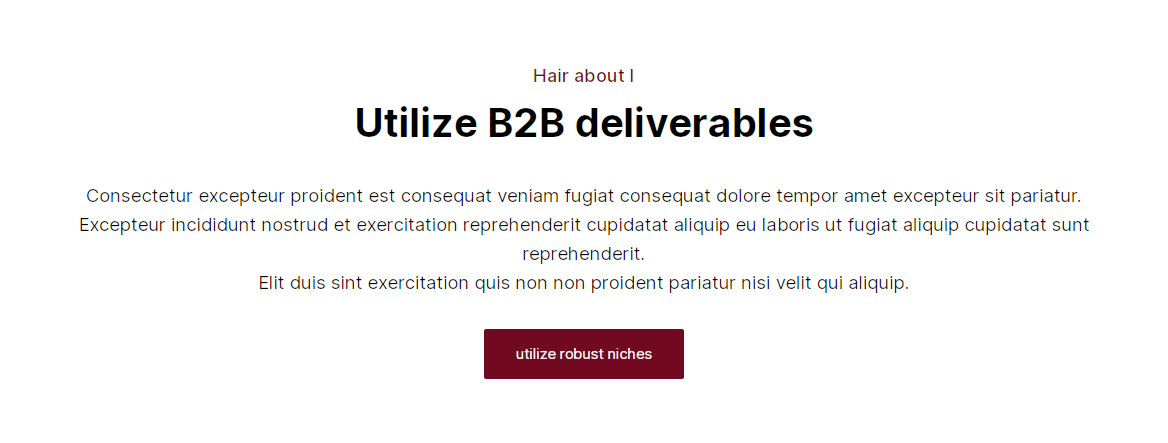 Hair about I
Utilize B2B deliverables
Consectetur excepteur proident est consequat veniam fugiat consequat dolore tempor amet excepteur sit pariatur.
Excepteur incididunt nostrud et exercitation reprehenderit cupidatat aliquip eu laboris ut fugiat aliquip cupidatat sunt
reprehenderit.
Elit duis sint exercitation quis non non proident pariatur nisi velit qui aliquip.
utilize robust niches